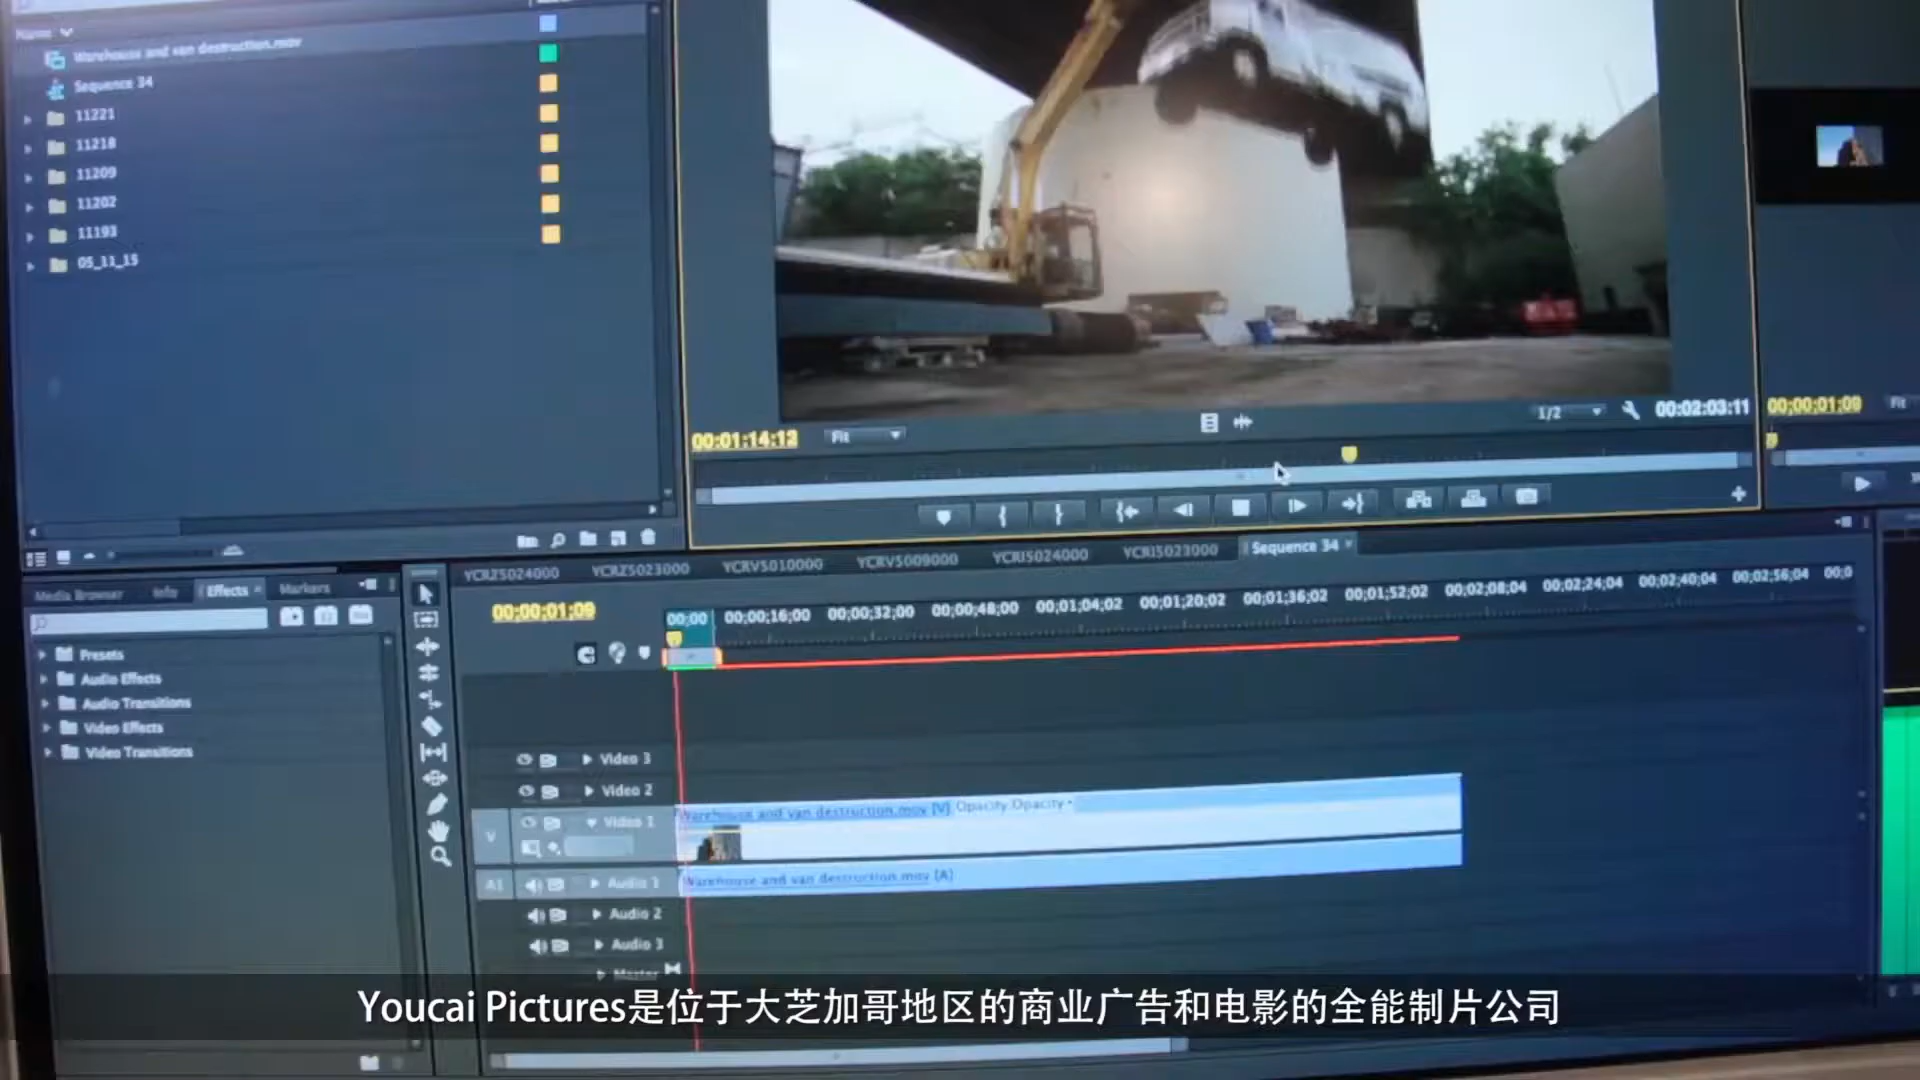 Name
Warehouse and van destruction.mov
Sequence 34
11221
11218
11209
11202
11193
05_11_15
00:01:14:12
Fit
1/2
00:02:03:11
00;00;01;09
Fit
Media Browser
Info
Effects
Markers
Presets
Audio Effects
Audio Transitions
Video Effects
Video Transitions
YCRZ5024000
YCRZ5023000
YCRV5010000
YCRV5009000
YCRI5024000
YCRI5023000
Sequence 34
00;00;01;09
00;00
00;00;16;00
00;00;32;00
00;00;48;00
00;01;04;02
00;01;20;02
00;01;36;02
00;01;52;02
00;02;08;04
00;02;24;04
00;02;40;04
00;02;56;04
00;0
Video 3
Video 2
V
Video 1
Warehouse and van destruction.mov [V] Opacity:Opacity
A1
Audio 1
Warehouse and van destruction.mov [A]
Audio 2
Audio 3
Master
Youcai Pictures是位于大芝加哥地区的商业广告和电影的全能制片公司